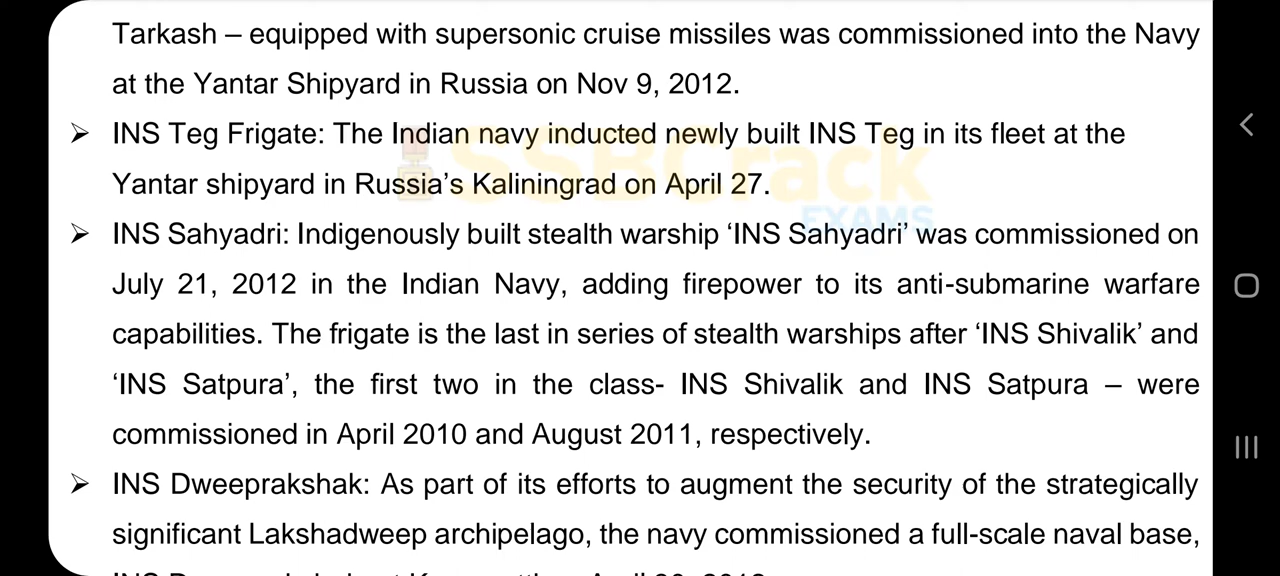 Tarkash – equipped with supersonic cruise missiles was commissioned into the Navy
at the Yantar Shipyard in Russia on Nov 9, 2012.
➢ INS Teg Frigate: The Indian navy inducted newly built INS Teg in its fleet at the
Yantar shipyard in Russia's Kaliningrad on April 27.
SSBCrack
EXAMS
➢ INS Sahyadri: Indigenously built stealth warship ‘INS Sahyadri’ was commissioned on
July 21, 2012 in the Indian Navy, adding firepower to its anti-submarine warfare
capabilities. The frigate is the last in series of stealth warships after ‘INS Shivalik’ and
‘INS Satpura’, the first two in the class- INS Shivalik and INS Satpura – were
commissioned in April 2010 and August 2011, respectively.
➢ INS Dweeprakshak: As part of its efforts to augment the security of the strategically
significant Lakshadweep archipelago, the navy commissioned a full-scale naval base,